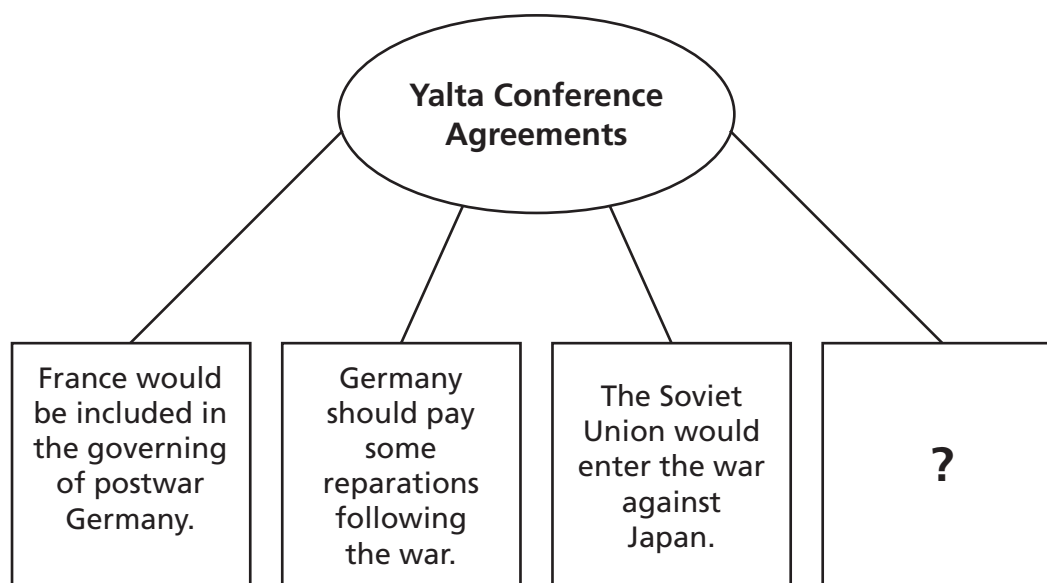 Yalta Conference
Agreements
France would
be included in
the governing
of postwar
Germany.
Germany
should pay
some
reparations
following
the war.
The Soviet
Union would
enter the war
against
Japan.
?